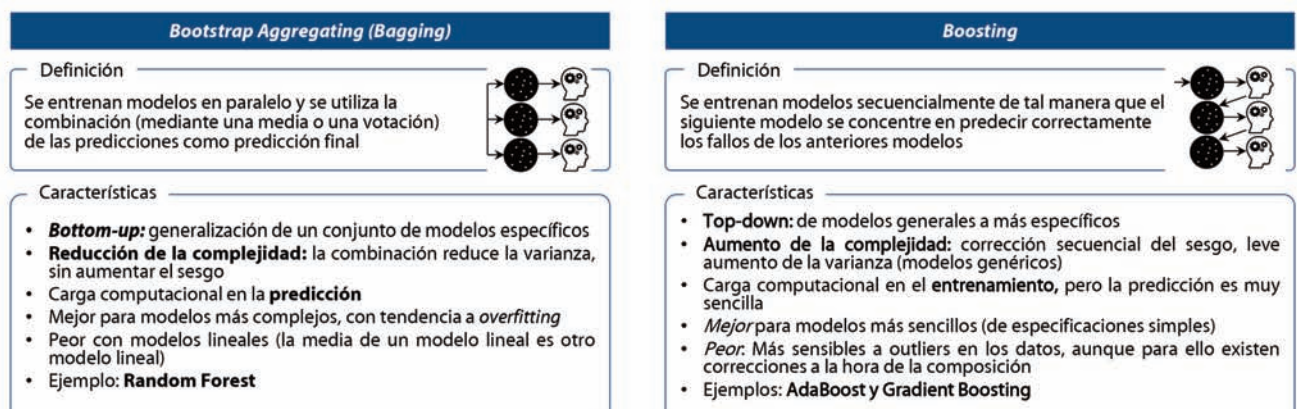 Bootstrap Aggregating (Bagging)
Definición
Se entrenan modelos en paralelo y se utiliza la
combinación (mediante una media o una votación)
de las predicciones como predicción final
Características
• Bottom-up: generalización de un conjunto de modelos específicos
• Reducción de la complejidad: la combinación reduce la varianza,
sin aumentar el sesgo
• Carga computacional en la predicción
• Mejor para modelos más complejos, con tendencia a overfitting
• Peor con modelos lineales (la media de un modelo lineal es otro
modelo lineal)
• Ejemplo: Random Forest
Boosting
Definición
Se entrenan modelos secuencialmente de tal manera que el
siguiente modelo se concentre en predecir correctamente
los fallos de los anteriores modelos
Características
• Top-down: de modelos generales a más específicos
• Aumento de la complejidad: corrección secuencial del sesgo, leve
aumento de la varianza (modelos genéricos)
• Carga computacional en el entrenamiento, pero la predicción es muy
sencilla
• Mejor para modelos más sencillos (de especificaciones simples)
• Peor. Más sensibles a outliers en los datos, aunque para ello existen
correcciones a la hora de la composición
• Ejemplos: AdaBoost y Gradient Boosting